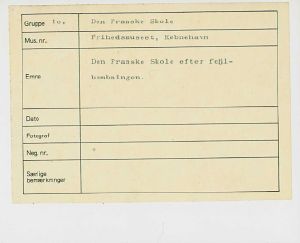 Gruppe 10. Den Franske Skole
Mus. nr. Frihedsmuseet, København
Emne Den Franske Skole efter fejl-
bombningen.
Dato
Fotograf
Neg. nr.
Særlige
bemærkninger